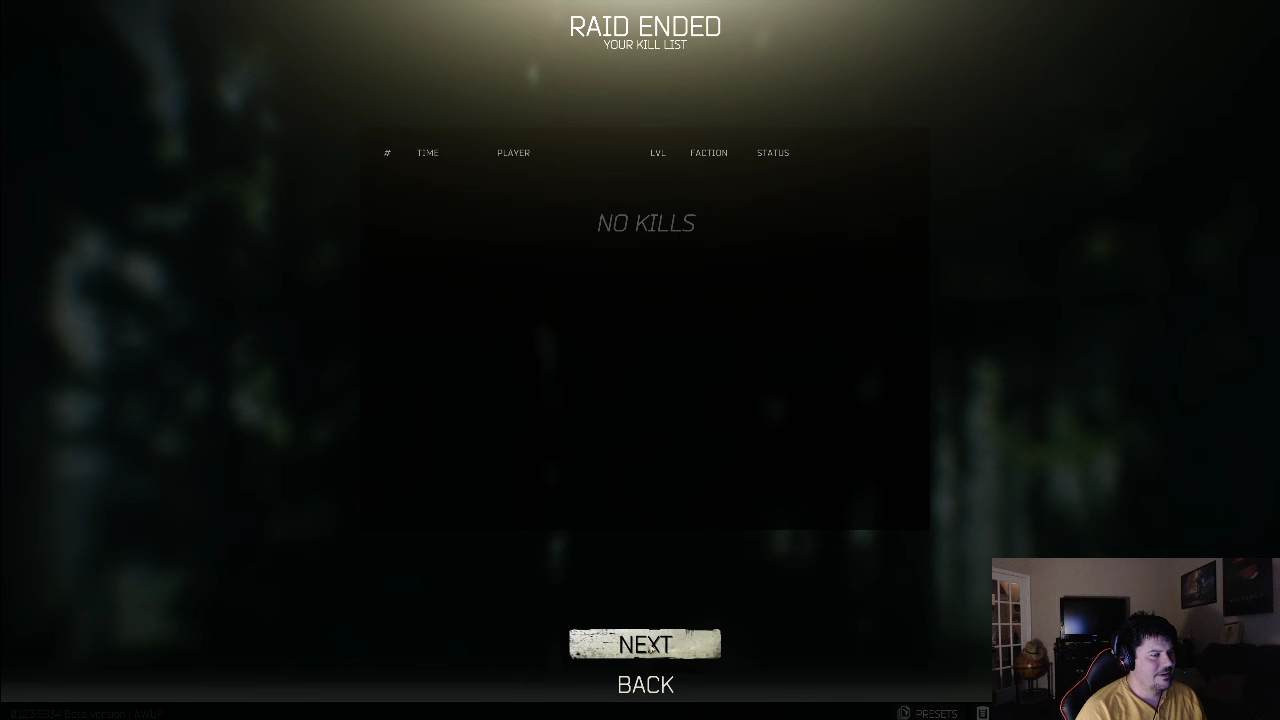 RAID ENDED
YOUR KILL LIST
# TIME PLAYER LVL FACTION STATUS
NO KILLS
NEXT
BACK
PRESETS